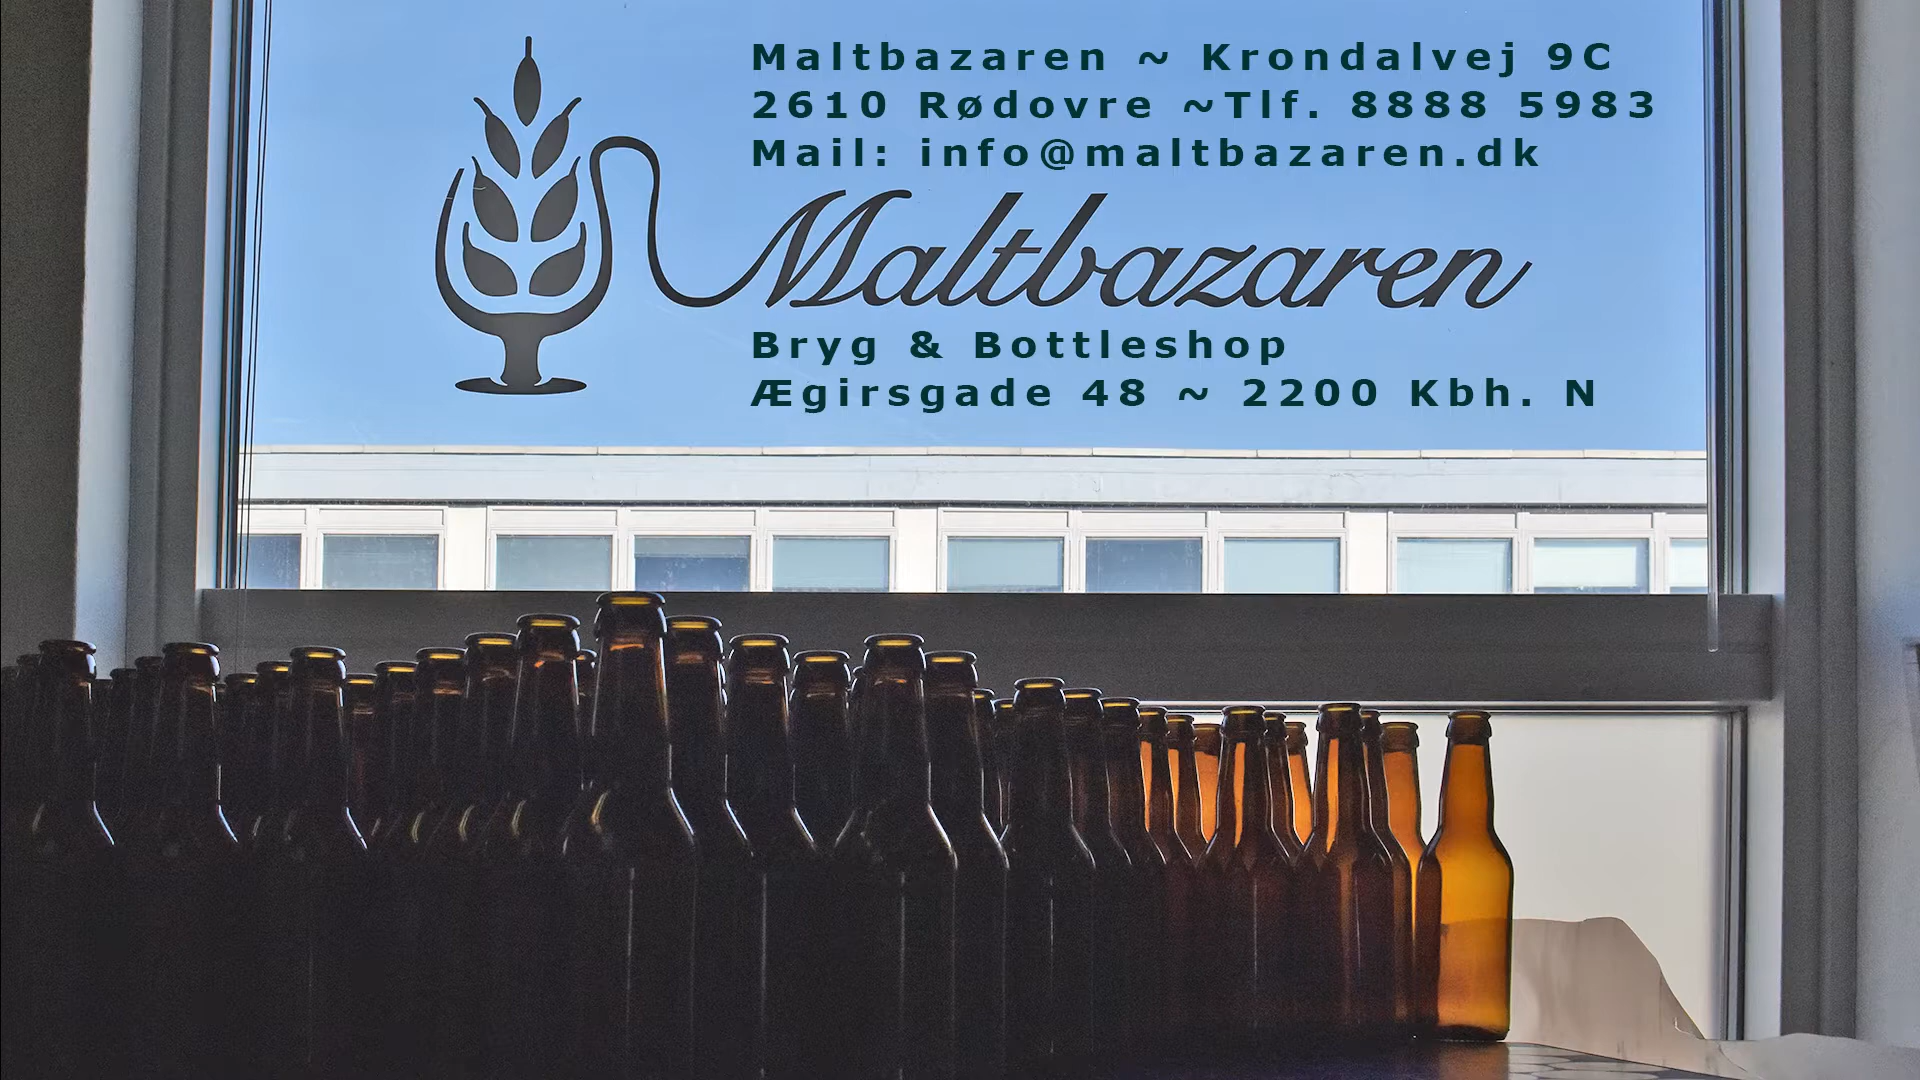 Maltbazaren ~ Krondalvej 9C
2610 Rødovre ~Tlf. 8888 5983
Mail: info@maltbazaren.dk
Maltbazaren
Bryg & Bottleshop
Ægirsgade 48 ~ 2200 Kbh. N